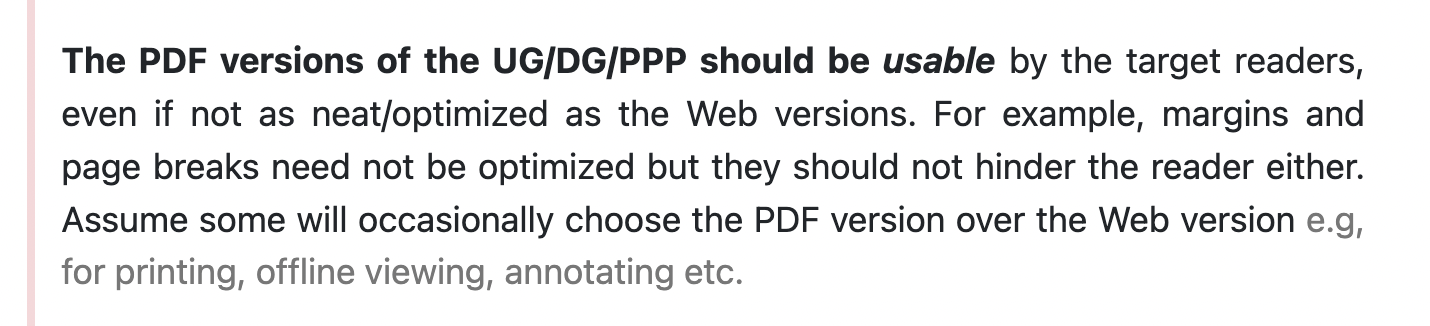 The PDF versions of the UG/DG/PPP should be usable by the target readers,
even if not as neat/optimized as the Web versions. For example, margins and
page breaks need not be optimized but they should not hinder the reader either.
Assume some will occasionally choose the PDF version over the Web version e.g,
for printing, offline viewing, annotating etc.